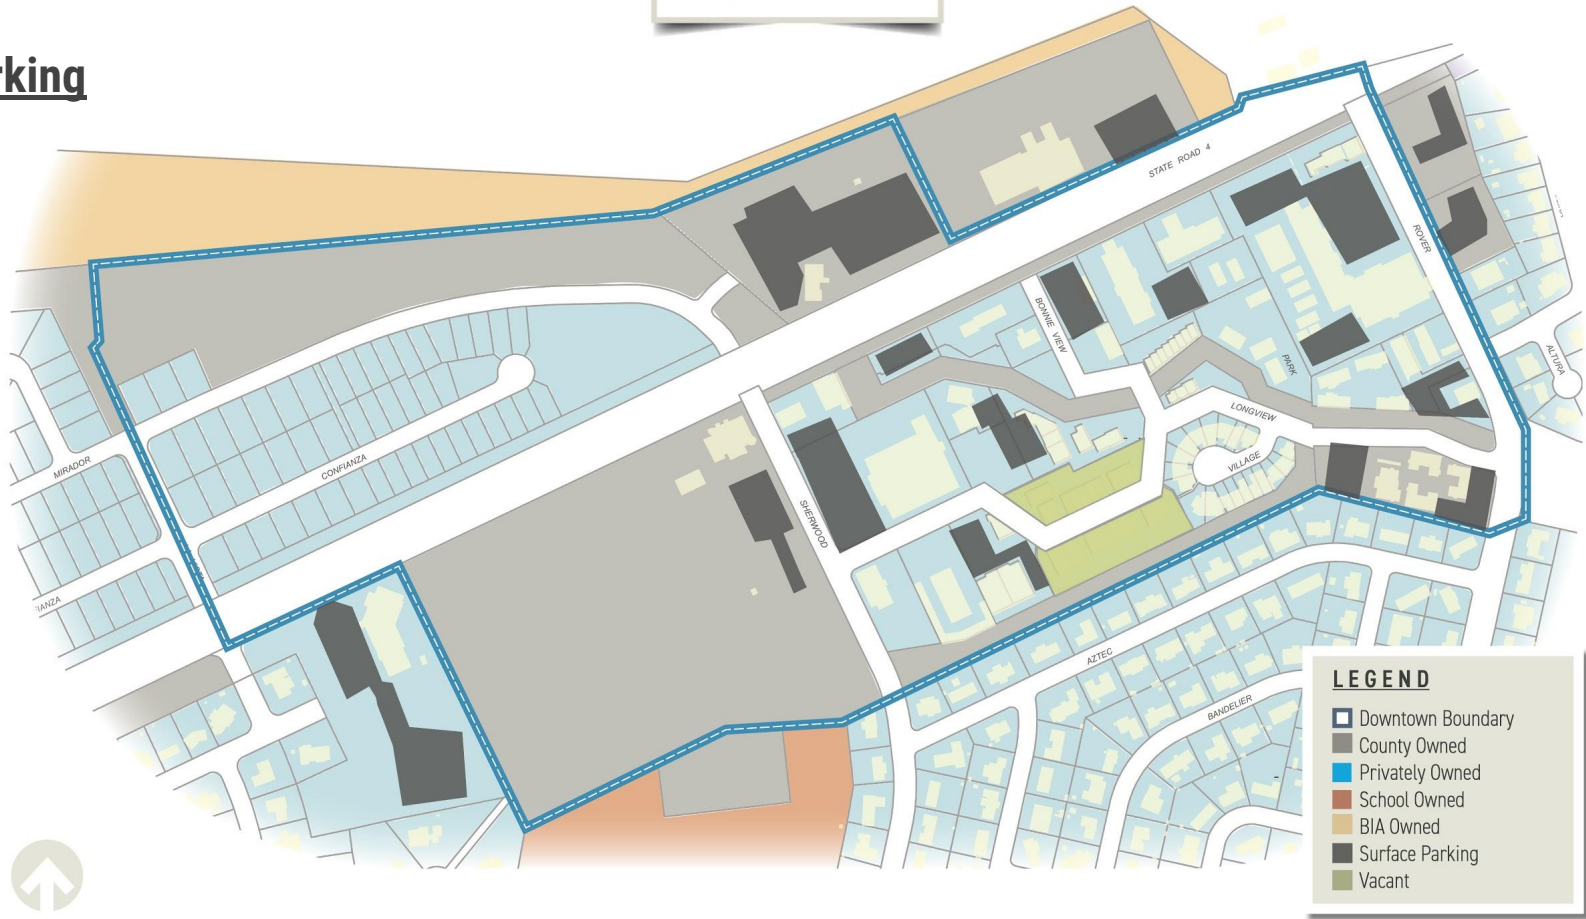 rking
STATE ROAD 4
ROVER
BONNIE VIEW
ALTURA
PARK
LONGVIEW
MIRADOR
CONFIANZA
VILLAGE
SHERWOOD
IANZA
AZTEC
BANDELIER
LEGEND
Downtown Boundary
County Owned
Privately Owned
School Owned
BIA Owned
Surface Parking
Vacant